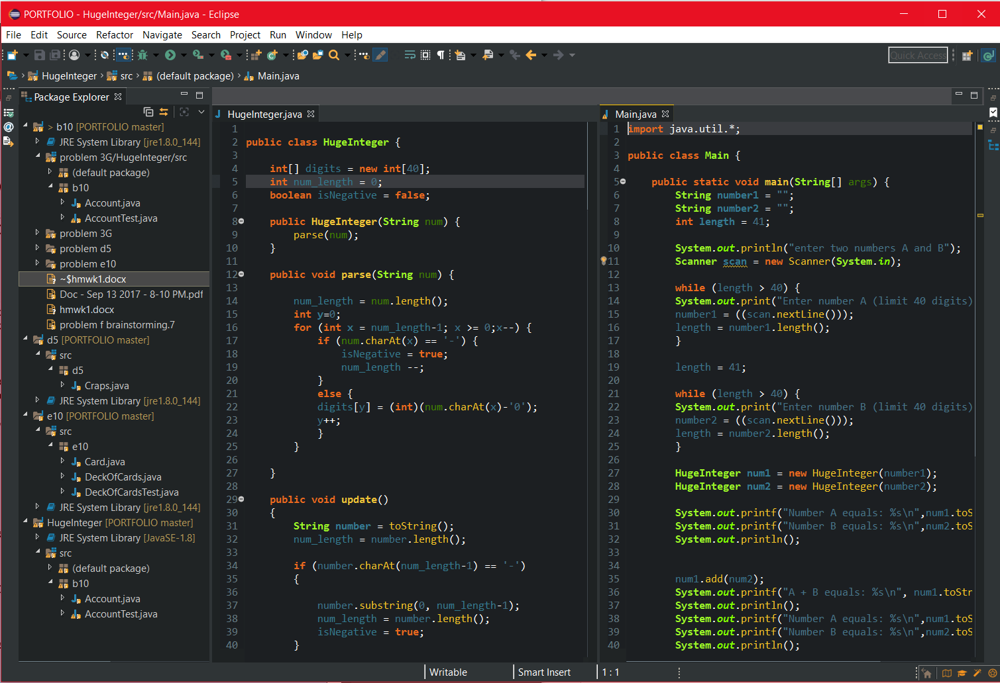 PORTFOLIO - HugeInteger/src/Main.java - Eclipse
File Edit Source Refactor Navigate Search Project Run Window Help
Quick Access
HugeInteger src (default package) Main.java
Package Explorer
> b10 [PORTFOLIO master]
JRE System Library [jre1.8.0_144]
problem 3G/HugeInteger/src
(default package)
b10
Account.java
AccountTest.java
problem 3G
problem d5
problem e10
~$hmwk1.docx
Doc - Sep 13 2017 - 8-10 PM.pdf
hmwk1.docx
problem f brainstorming.7
d5 [PORTFOLIO master]
src
d5
Craps.java
JRE System Library [jre1.8.0_144]
e10 [PORTFOLIO master]
src
e10
Card.java
DeckOfCards.java
DeckOfCardsTest.java
JRE System Library [jre1.8.0_144]
HugeInteger [PORTFOLIO master]
JRE System Library [JavaSE-1.8]
src
(default package)
b10
Account.java
AccountTest.java
HugeInteger.java
1
2 public class HugeInteger {
3
4 int[] digits = new int[40];
5 int num_length = 0;
6 boolean isNegative = false;
7
8 public HugeInteger(String num) {
9 parse(num);
10 }
11
12 public void parse(String num) {
13
14 num_length = num.length();
15 int y=0;
16 for (int x = num_length-1; x >= 0;x--) {
17 if (num.charAt(x) == '-') {
18 isNegative = true;
19 num_length --;
20 }
21 else {
22 digits[y] = (int)(num.charAt(x)-'0');
23 y++;
24 }
25 }
26
27 }
28
29 public void update()
30 {
31 String number = toString();
32 num_length = number.length();
33
34 if (number.charAt(num_length-1) == '-')
35 {
36
37 number.substring(0, num_length-1);
38 num_length = number.length();
39 isNegative = true;
40 }
Main.java
1 import java.util.*;
2
3 public class Main {
4
5 public static void main(String[] args) {
6 String number1 = "";
7 String number2 = "";
8 int length = 41;
9
10 System.out.println("enter two numbers A and B");
11 Scanner scan = new Scanner(System.in);
12
13 while (length > 40) {
14 System.out.print("Enter number A (limit 40 digits)
15 number1 = ((scan.nextLine()));
16 length = number1.length();
17 }
18
19 length = 41;
20
21 while (length > 40) {
22 System.out.print("Enter number B (limit 40 digits)
23 number2 = ((scan.nextLine()));
24 length = number2.length();
25 }
26
27 HugeInteger num1 = new HugeInteger(number1);
28 HugeInteger num2 = new HugeInteger(number2);
29
30 System.out.printf("Number A equals: %s\n",num1.toS
31 System.out.printf("Number B equals: %s\n",num2.toS
32 System.out.println();
33
34
35 num1.add(num2);
36 System.out.printf("A + B equals: %s\n", num1.toStr
37 System.out.println();
38 System.out.printf("Number A equals: %s\n",num1.toS
39 System.out.printf("Number B equals: %s\n",num2.toS
40 System.out.println();
Writable Smart Insert 1 : 1